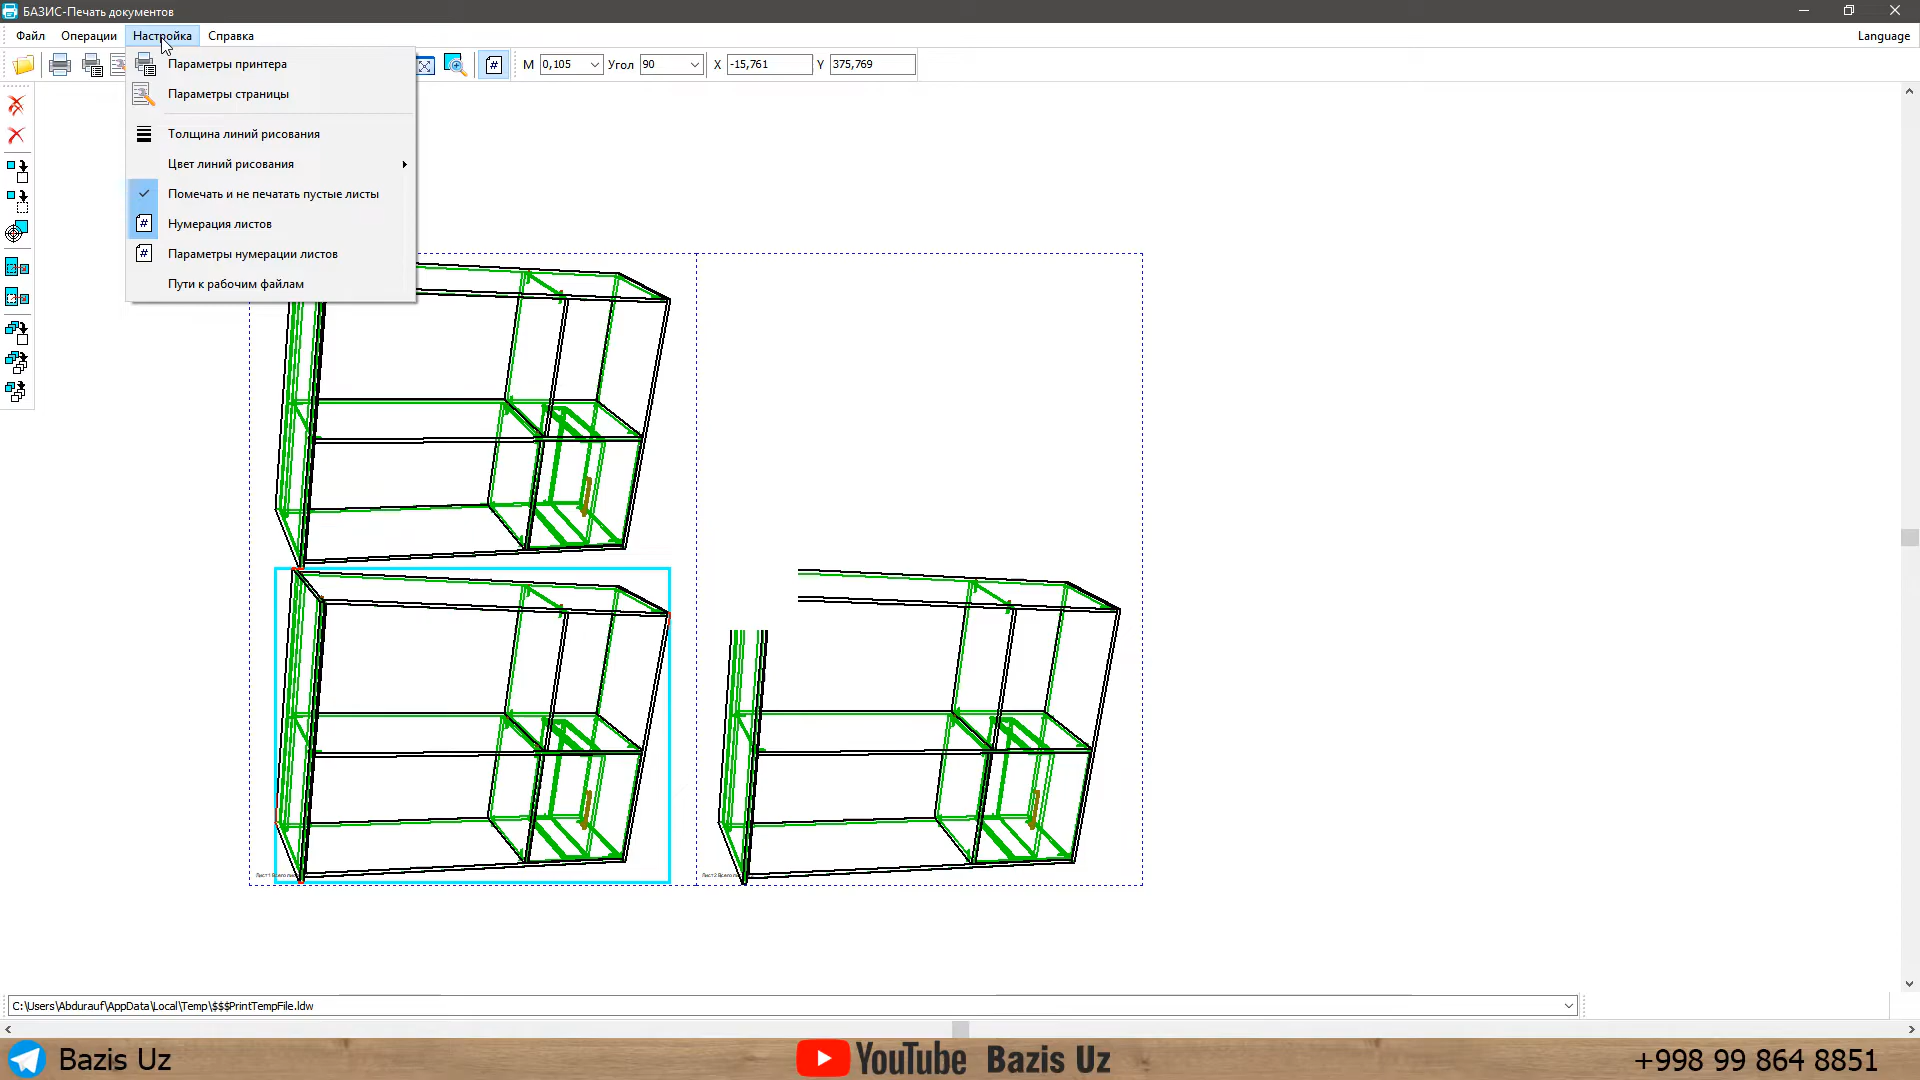 БАЗИС-Печать документов
Файл Операции Настройка Справка Language
М 0,105 Угол 90 X -15,761 Y 375,769
Параметры принтера
Параметры страницы
Толщина линий рисования
Цвет линий рисования
Помечать и не печатать пустые листы
Нумерация листов
Параметры нумерации листов
Пути к рабочим файлам
C:\Users\Abdurauf\AppData\Local\Temp\$$$PrintTempFile.ldw
Bazis Uz YouTube Bazis Uz +998 99 864 8851